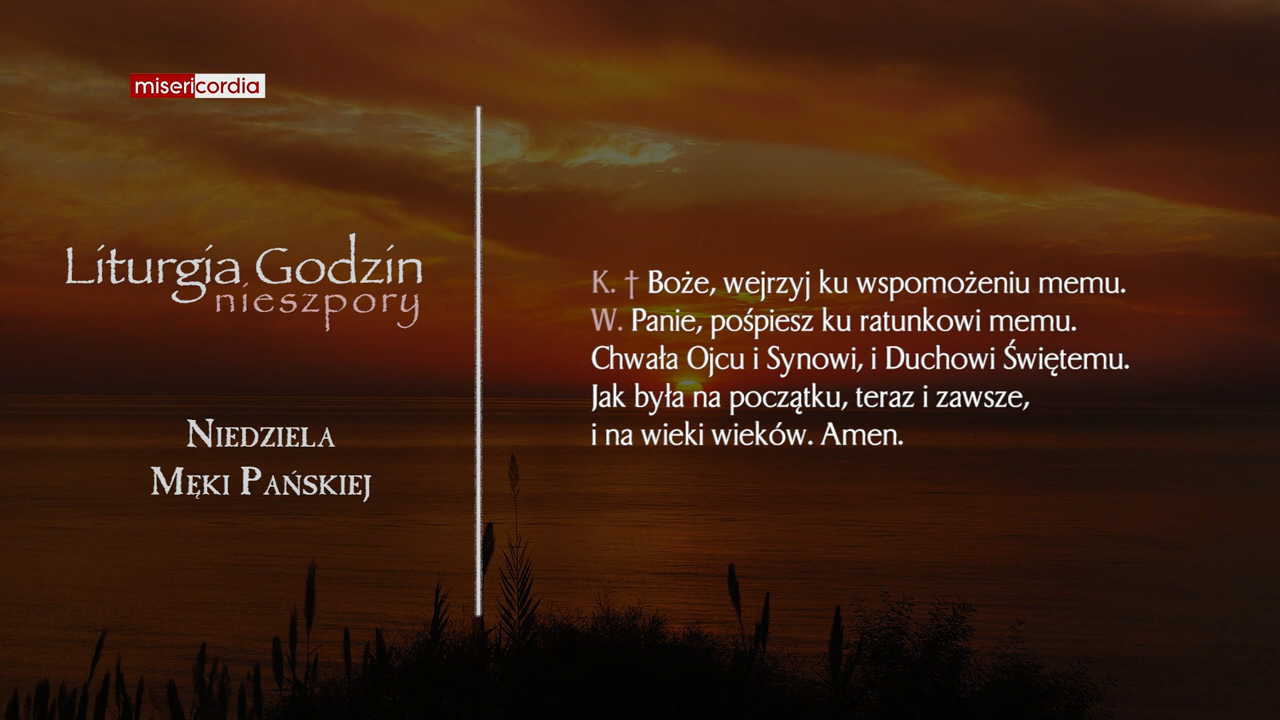 misericordia
Liturgia Godzin
nieszpory
Niedziela
Męki Pańskiej
K. † Boże, wejrzyj ku wspomożeniu memu.
W. Panie, pośpiesz ku ratunkowi memu.
Chwała Ojcu i Synowi, i Duchowi Świętemu.
Jak była na początku, teraz i zawsze,
i na wieki wieków. Amen.